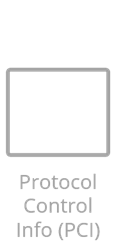 Protocol
Control
Info (PCI)